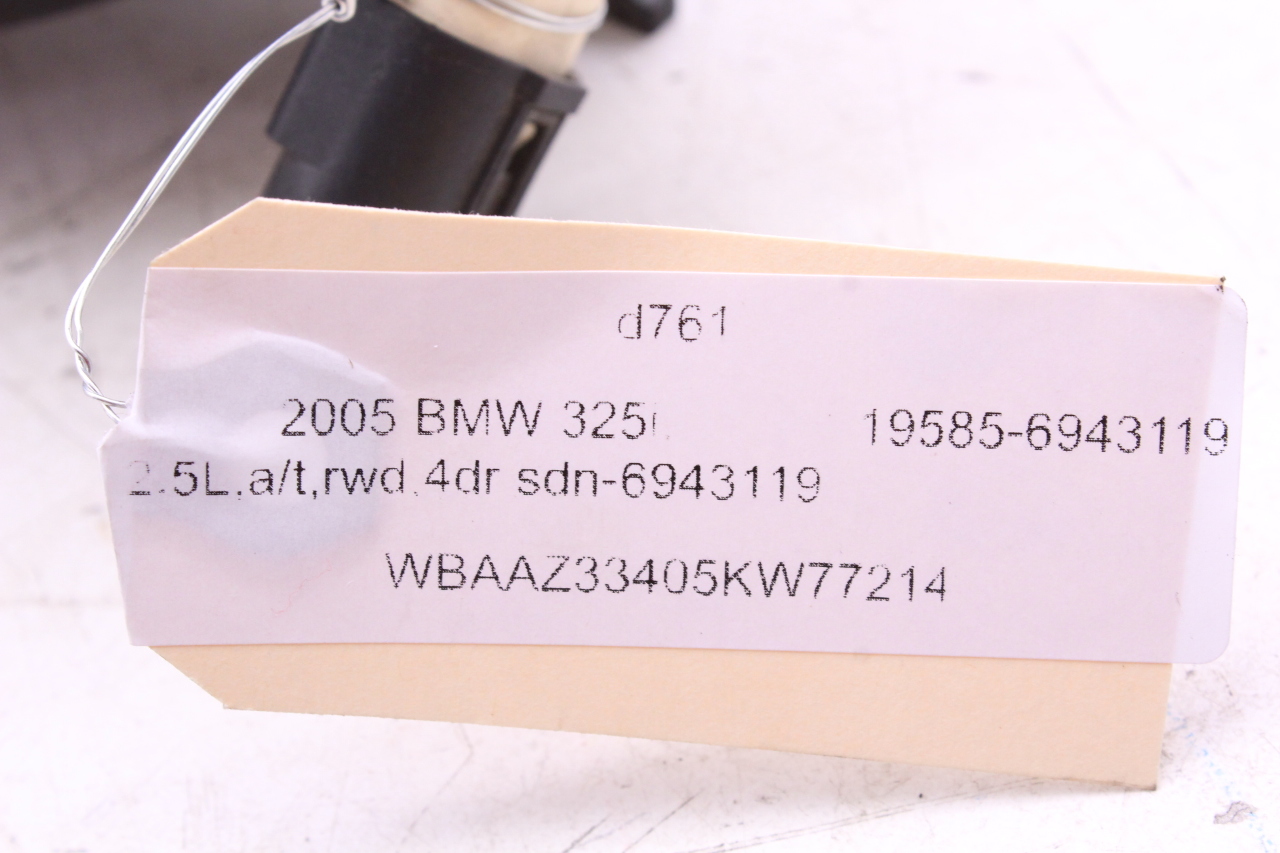 d761
2005 BMW 325i 19585-6943119
2.5L,a/t,rwd,4dr sdn-6943119
WBAAZ33405KW77214